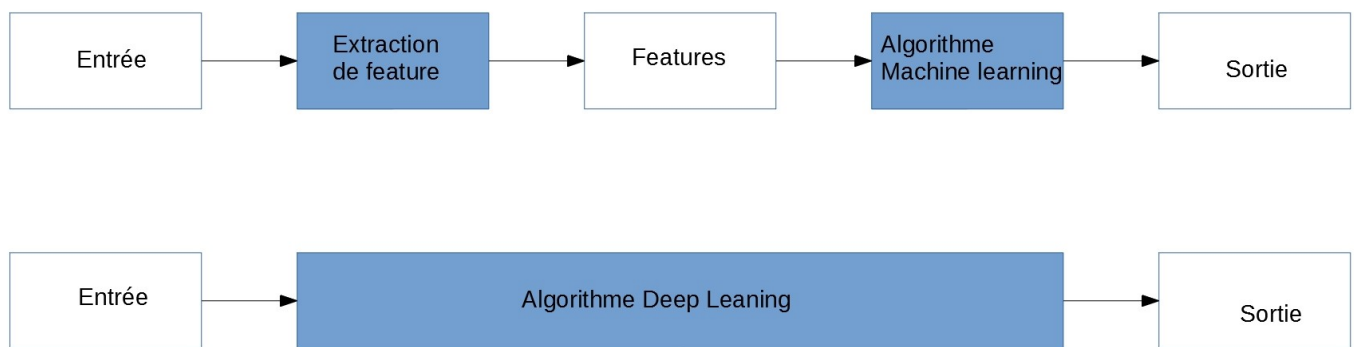 Entrée
Extraction
de feature
Features
Algorithme
Machine learning
Sortie
Entrée
Algorithme Deep Leaning
Sortie